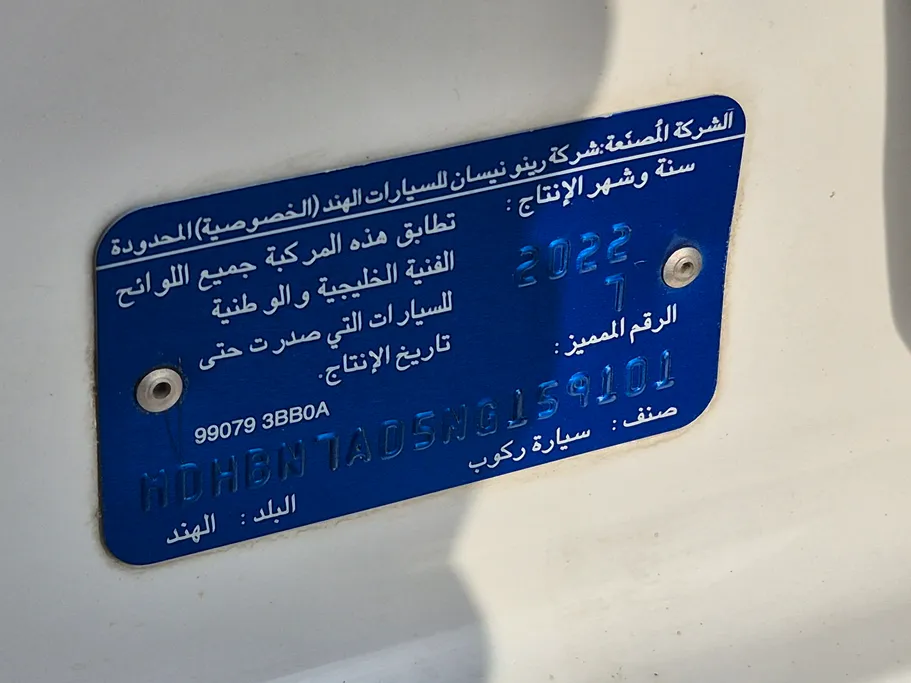 الشركة المُصنعة: شركة رينو نيسان للسيارات الهند (الخصوصية) المحدودة
سنة وشهر الإنتاج :
2022
7
تطابق هذه المركبة جميع اللوائح
الفنية الخليجية والوطنية
للسيارات التي صدرت حتى
تاريخ الإنتاج.
الرقم المميز :
99079 3BB0A
MDHBN7AD5NG159101
صنف : سيارة ركوب
البلد : الهند